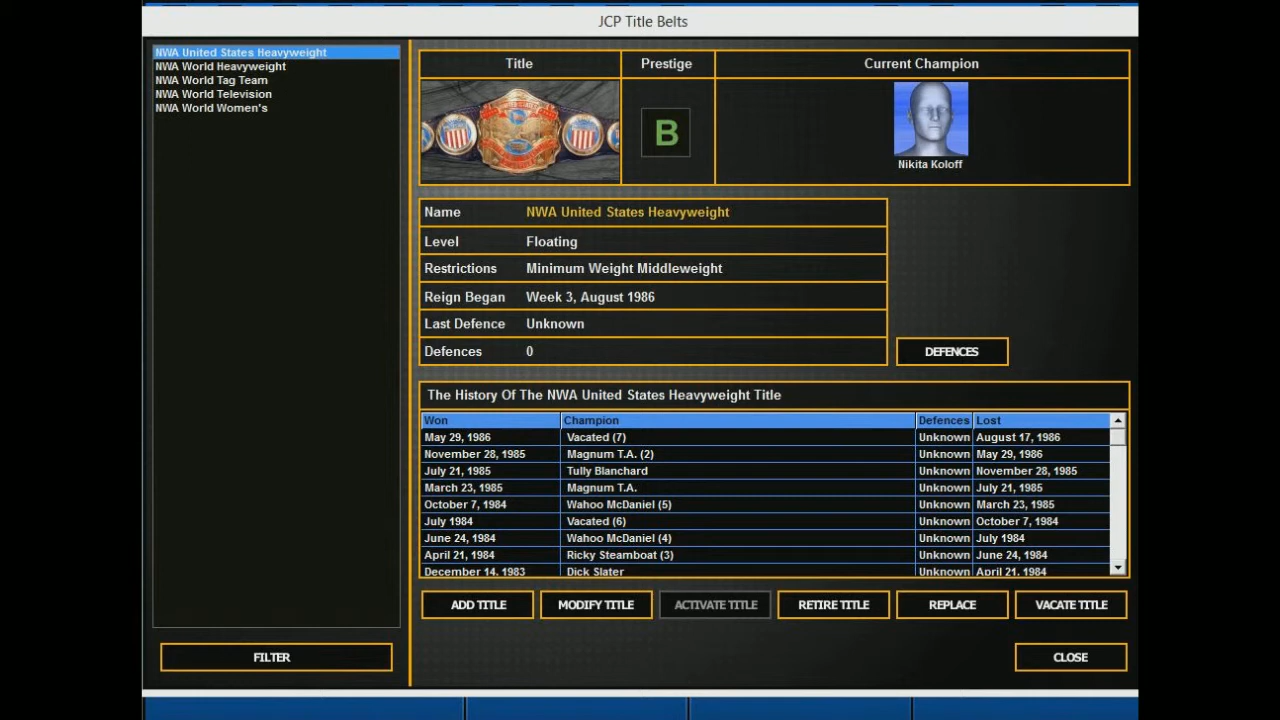 JCP Title Belts
NWA United States Heavyweight
NWA World Heavyweight
NWA World Tag Team
NWA World Television
NWA World Women's
FILTER
Title Prestige Current Champion
B
Nikita Koloff
Name NWA United States Heavyweight
Level Floating
Restrictions Minimum Weight Middleweight
Reign Began Week 3, August 1986
Last Defence Unknown
Defences 0
DEFENCES
The History Of The NWA United States Heavyweight Title
Won Champion Defences Lost
May 29, 1986 Vacated (7) Unknown August 17, 1986
November 28, 1985 Magnum T.A. (2) Unknown May 29, 1986
July 21, 1985 Tully Blanchard Unknown November 28, 1985
March 23, 1985 Magnum T.A. Unknown July 21, 1985
October 7, 1984 Wahoo McDaniel (5) Unknown March 23, 1985
July 1984 Vacated (6) Unknown October 7, 1984
June 24, 1984 Wahoo McDaniel (4) Unknown July 1984
April 21, 1984 Ricky Steamboat (3) Unknown June 24, 1984
December 14, 1983 Dick Slater Unknown April 21, 1984
ADD TITLE MODIFY TITLE ACTIVATE TITLE RETIRE TITLE REPLACE VACATE TITLE
CLOSE